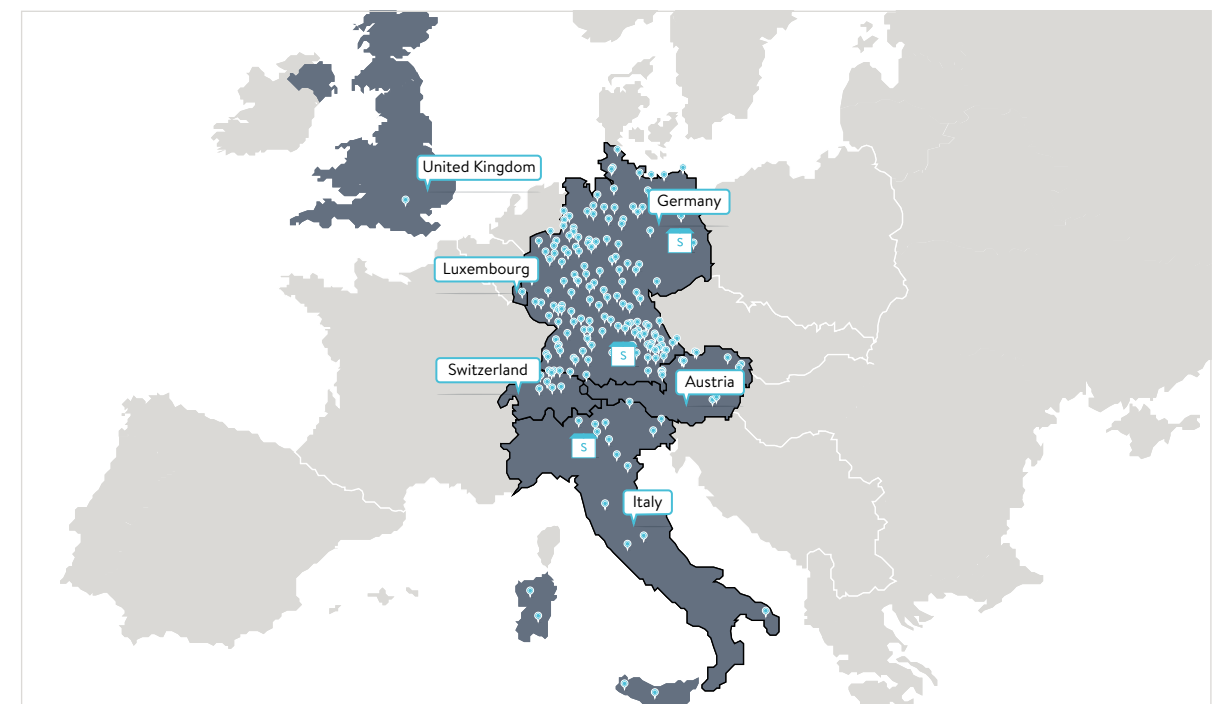 United Kingdom
Germany
S
Luxembourg
S
Switzerland
Austria
S
Italy